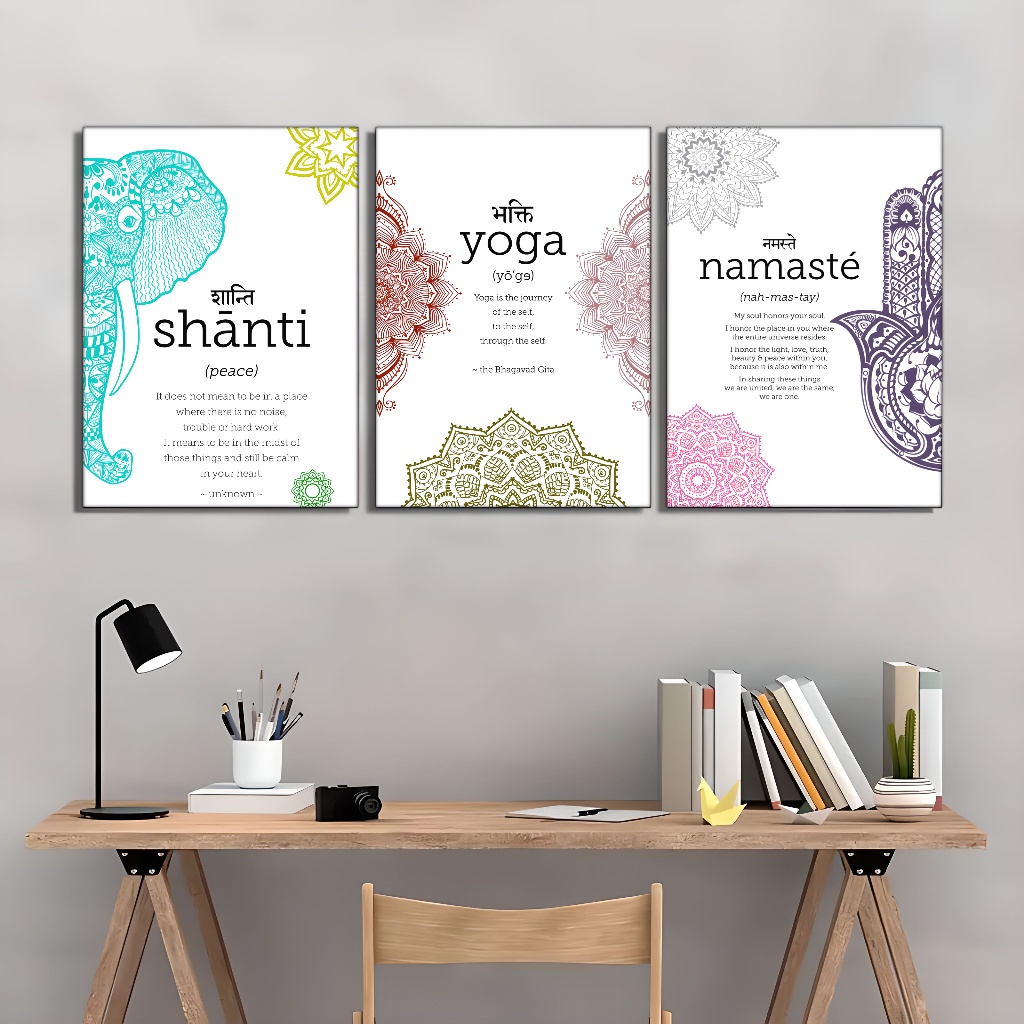 शान्ति
shānti
(peace)
It does not mean to be in a place
where there is no noise,
trouble or hard work.
It means to be in the midst of
those things and still be calm
in your heart.
~ unknown ~
भक्ति
yoga
(yō'gə)
Yoga is the journey
of the self,
to the self,
through the self.
~ the Bhagavad Gita
नमस्ते
namasté
(nah-mas-tay)
My soul honors your soul.
I honor the place in you where
the entire universe resides.
I honor the light, love, truth,
beauty & peace within you,
because it is also within me.
In sharing these things
we are united, we are the same,
we are one.